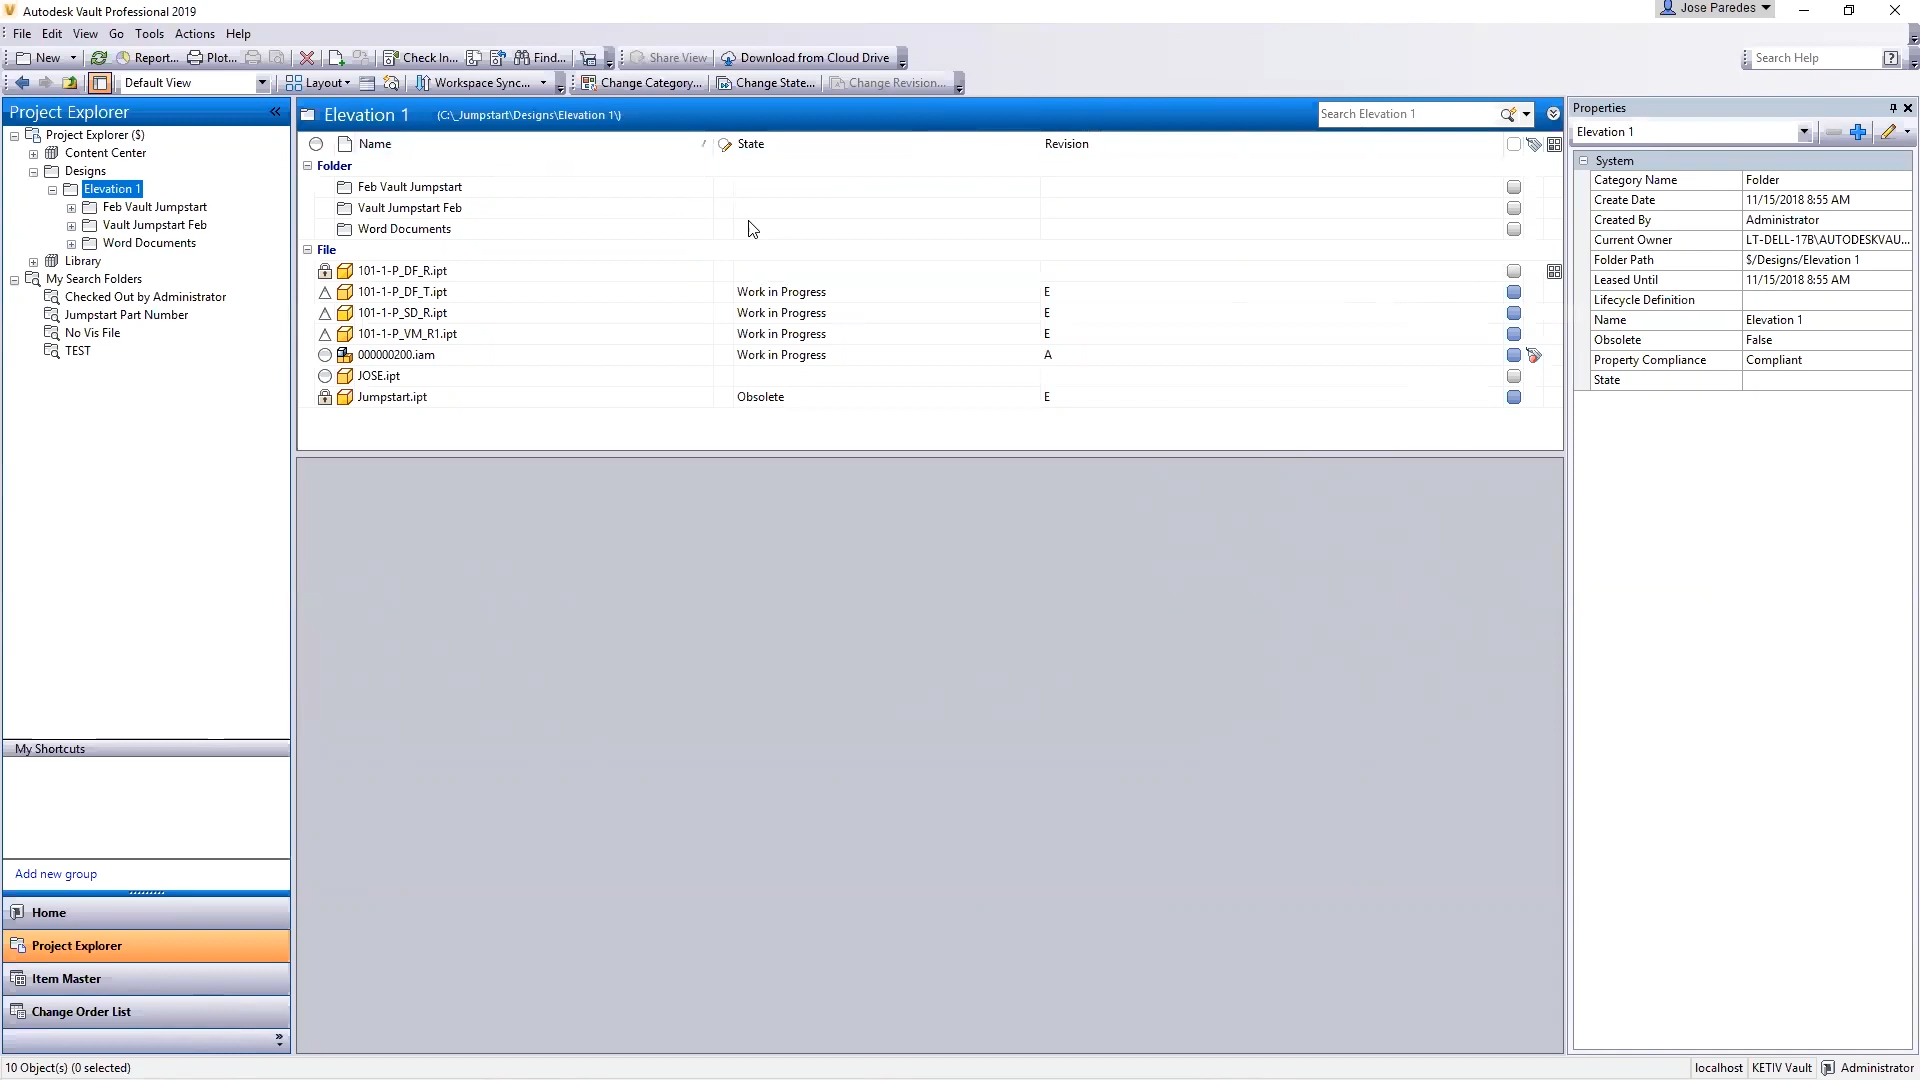 Autodesk Vault Professional 2019
Jose Paredes
File Edit View Go Tools Actions Help
New Report... Plot... Check In... Find... Share View Download from Cloud Drive Search Help
Default View Layout Workspace Sync... Change Category... Change State... Change Revision...
Project Explorer
Project Explorer ($)
Content Center
Designs
Elevation 1
Feb Vault Jumpstart
Vault Jumpstart Feb
Word Documents
Library
My Search Folders
Checked Out by Administrator
Jumpstart Part Number
No Vis File
TEST
My Shortcuts
Add new group
Home
Project Explorer
Item Master
Change Order List
Elevation 1 (C:\_Jumpstart\Designs\Elevation 1\) Search Elevation 1
Name State Revision
Folder
Feb Vault Jumpstart
Vault Jumpstart Feb
Word Documents
File
101-1-P_DF_R.ipt
101-1-P_DF_T.ipt Work in Progress E
101-1-P_SD_R.ipt Work in Progress E
101-1-P_VM_R1.ipt Work in Progress E
000000200.iam Work in Progress A
JOSE.ipt
Jumpstart.ipt Obsolete E
Properties
Elevation 1
System
Category Name Folder
Create Date 11/15/2018 8:55 AM
Created By Administrator
Current Owner LT-DELL-17B\AUTODESKVAU...
Folder Path $/Designs/Elevation 1
Leased Until 11/15/2018 8:55 AM
Lifecycle Definition
Name Elevation 1
Obsolete False
Property Compliance Compliant
State
10 Object(s) (0 selected)
localhost KETIV Vault Administrator